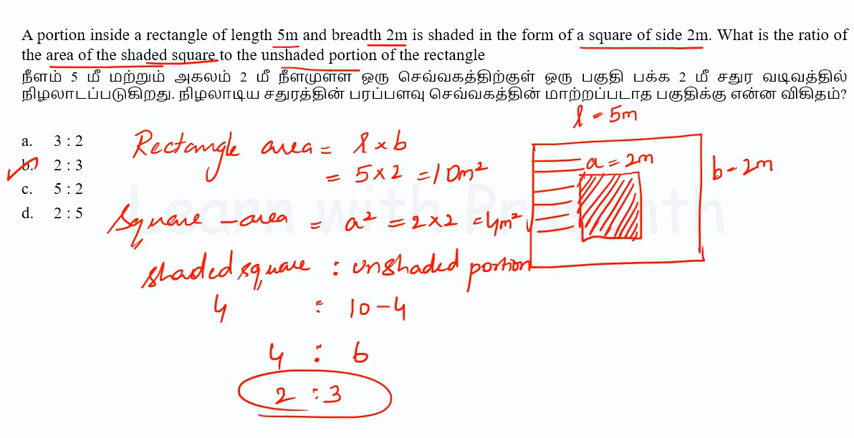 A portion inside a rectangle of length 5m and breadth 2m is shaded in the form of a square of side 2m. What is the ratio of
the area of the shaded square to the unshaded portion of the rectangle
நீளம் 5 மீ மற்றும் அகலம் 2 மீ நீளமுள்ள ஒரு செவ்வகத்திற்குள் ஒரு பகுதி பக்க 2 மீ சதுர வடிவத்தில்
நிழலாடப்படுகிறது. நிழலாடிய சதுரத்தின் பரப்பளவு செவ்வகத்தின் மாற்றப்படாத பகுதிக்கு என்ன விகிதம்?
l = 5m
a. 3 : 2
b. 2 : 3
c. 5 : 2
d. 2 : 5
Rectangle area = l × b
= 5 × 2 = 10m²
a = 2m
b = 2m
Square - area = a² = 2 × 2 = 4m²
shaded square : unshaded portion
4 : 10 - 4
4 : 6
2 : 3